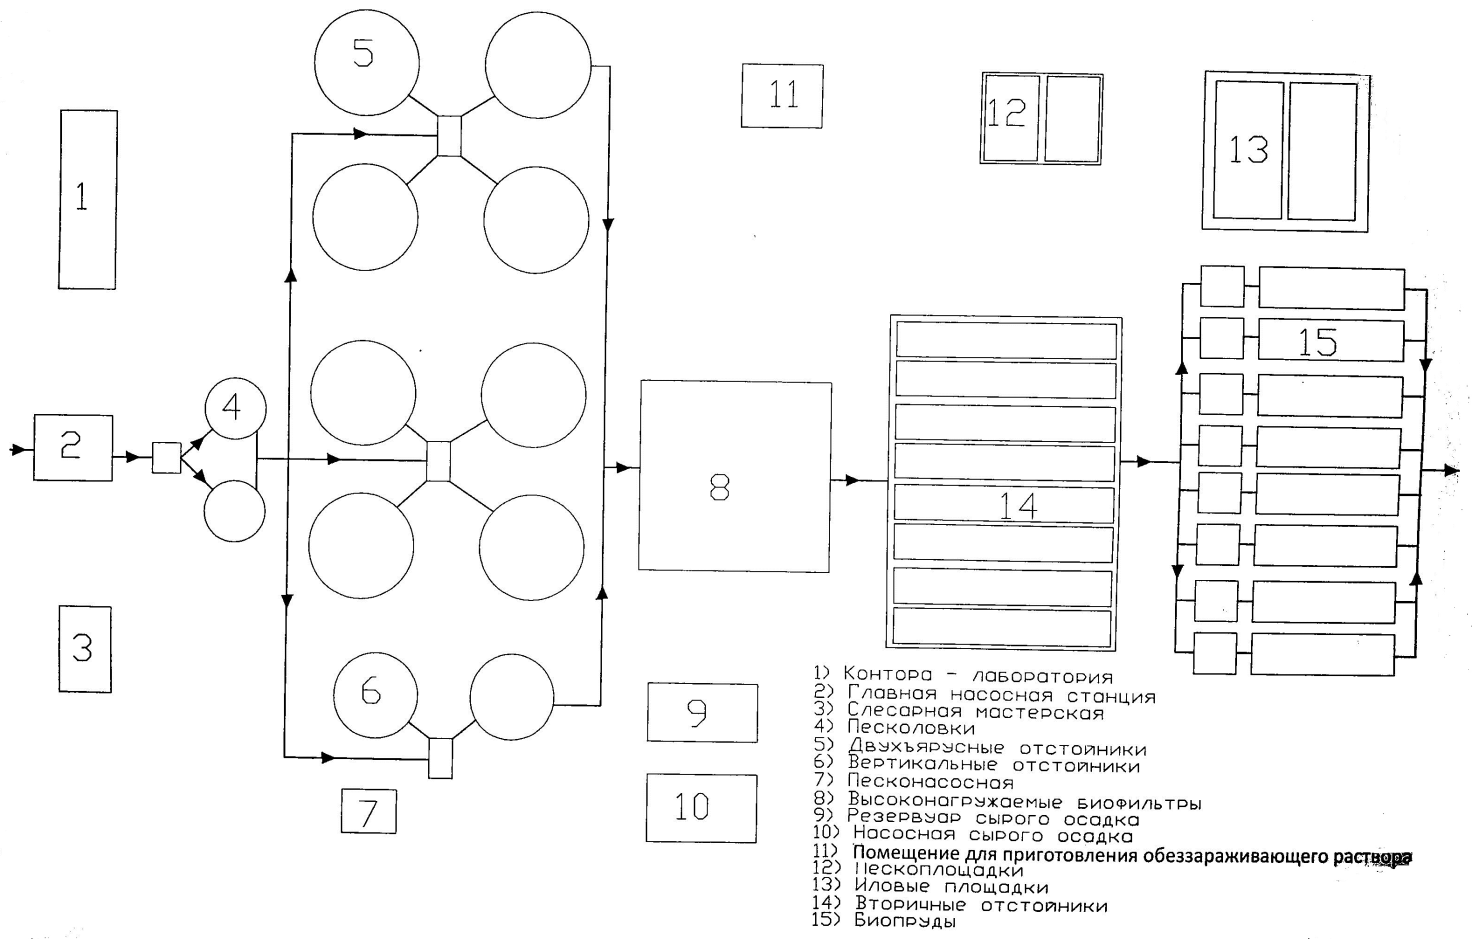 5
11
12
13
1
15
4
2
8
14
3
6
9
7
10
1) Контора - лаборатория
2) Главная насосная станция
3) Слесарная мастерская
4) Песколовки
5) Двухъярусные отстойники
6) Вертикальные отстойники
7) Песконасосная
8) Высоконагружаемые биофильтры
9) Резервуар сырого осадка
10) Насосная сырого осадка
11) Помещение для приготовления обеззараживающего раствора
12) Пескоплощадки
13) Иловые площадки
14) Вторичные отстойники
15) Биопруды